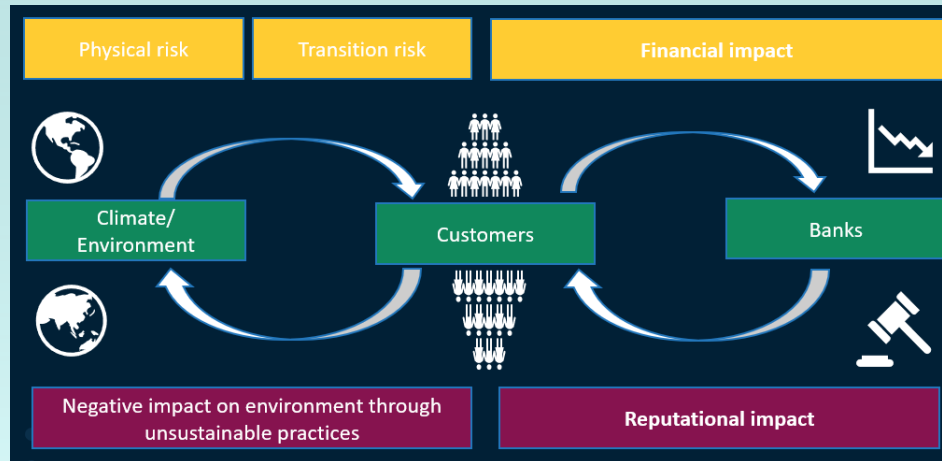 Physical risk
Transition risk
Financial impact
Climate/
Environment
Customers
Banks
Negative impact on environment through
unsustainable practices
Reputational impact